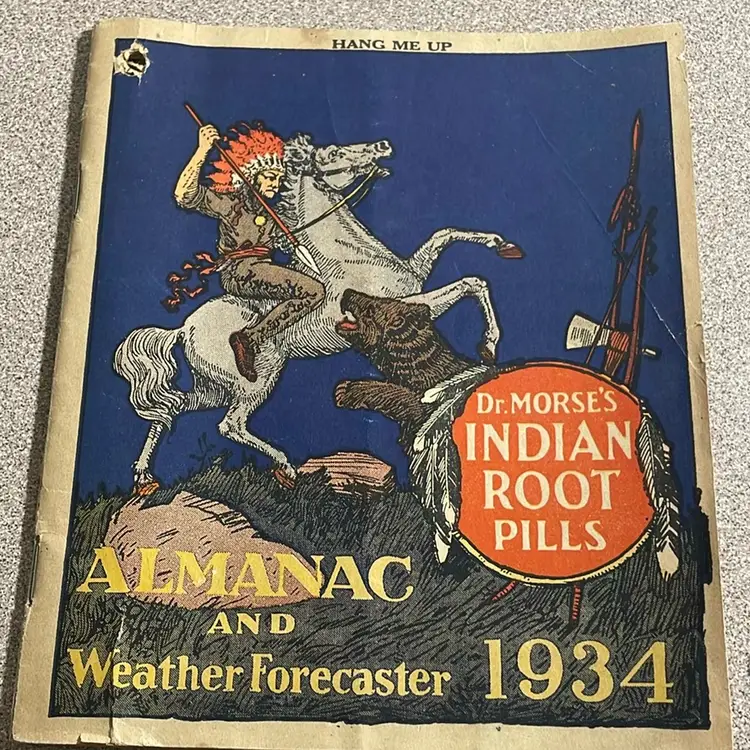 HANG ME UP
Dr. MORSE'S
INDIAN
ROOT
PILLS
ALMANAC
AND
Weather Forecaster 1934